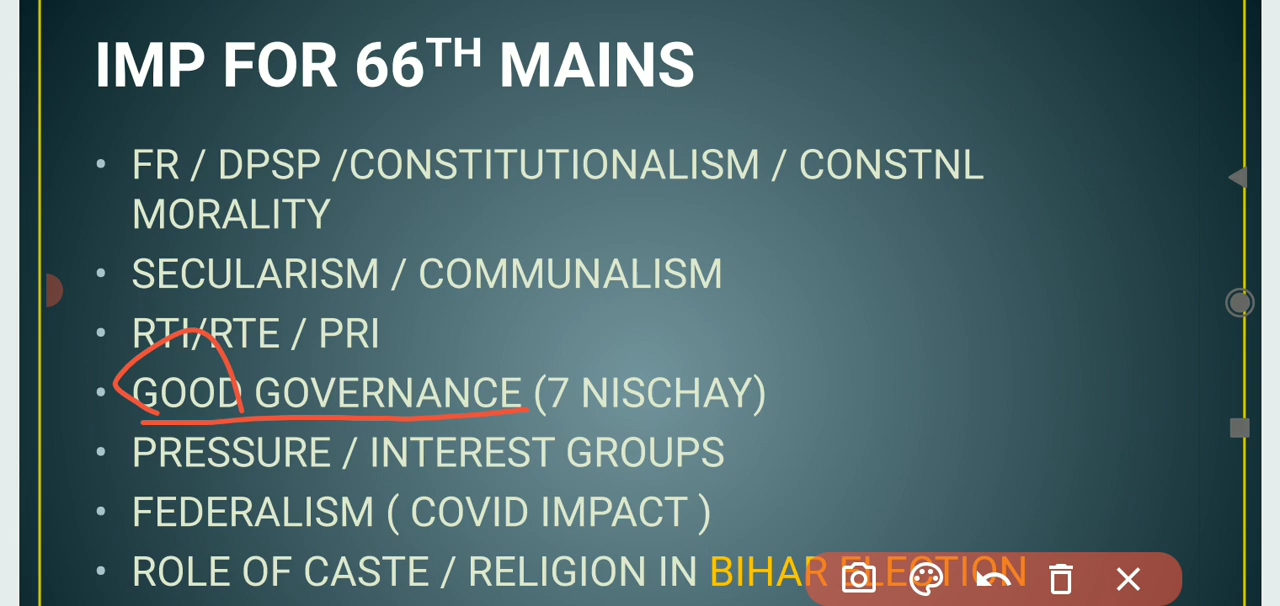 IMP FOR 66TH MAINS
• FR / DPSP /CONSTITUTIONALISM / CONSTNL
MORALITY
• SECULARISM / COMMUNALISM
• RTI/RTE / PRI
• GOOD GOVERNANCE (7 NISCHAY)
• PRESSURE / INTEREST GROUPS
• FEDERALISM ( COVID IMPACT )
• ROLE OF CASTE / RELIGION IN BIHAR ELECTION